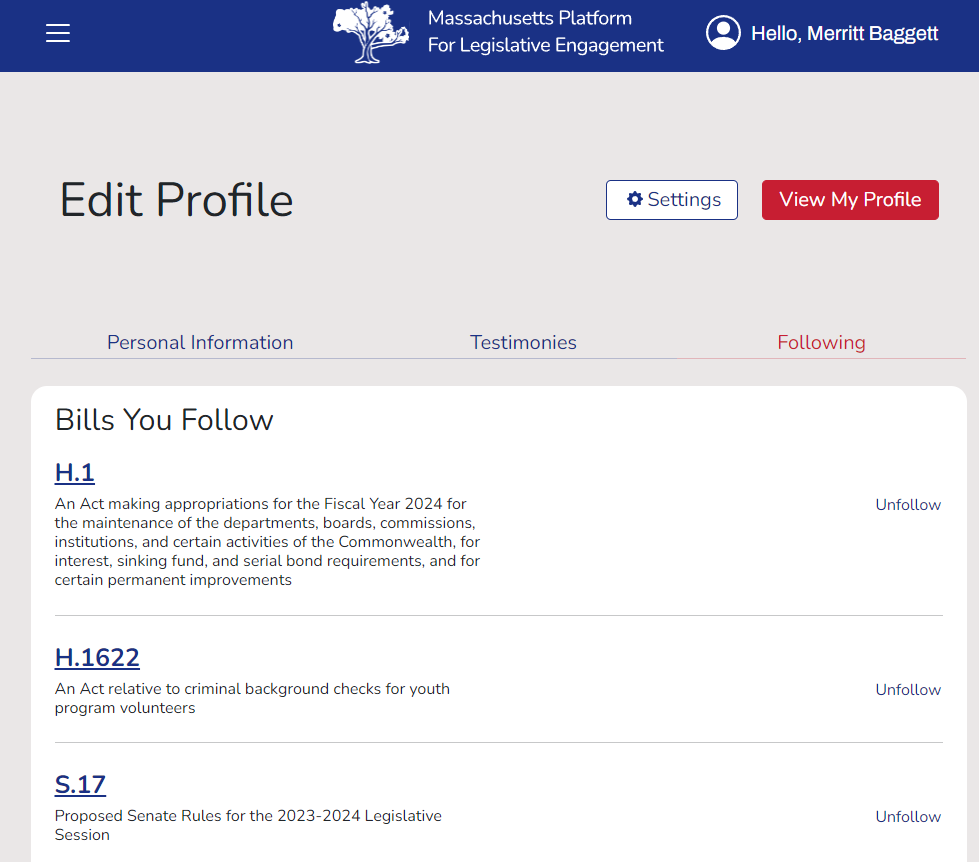 Massachusetts Platform
For Legislative Engagement
Hello, Merritt Baggett
Edit Profile
Settings
View My Profile
Personal Information
Testimonies
Following
Bills You Follow
H.1
An Act making appropriations for the Fiscal Year 2024 for
the maintenance of the departments, boards, commissions,
institutions, and certain activities of the Commonwealth, for
interest, sinking fund, and serial bond requirements, and for
certain permanent improvements
Unfollow
H.1622
An Act relative to criminal background checks for youth
program volunteers
Unfollow
S.17
Proposed Senate Rules for the 2023-2024 Legislative
Session
Unfollow